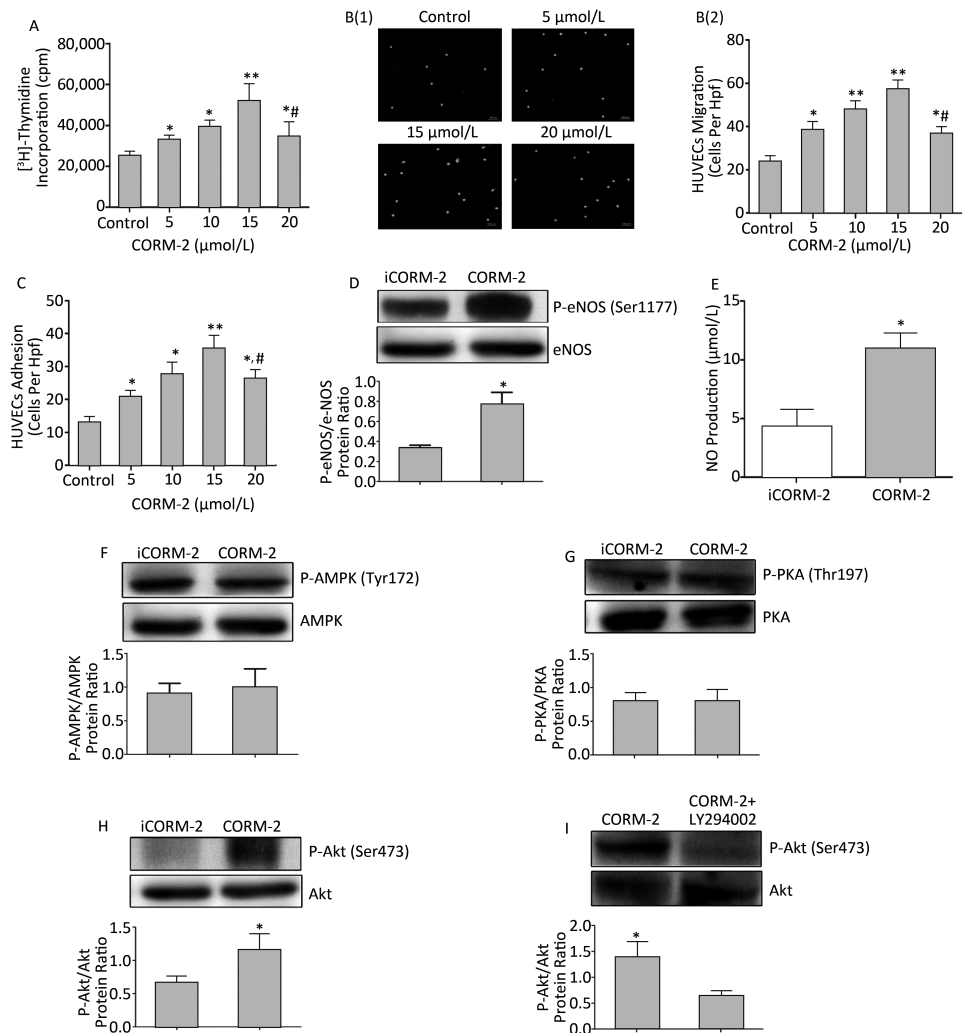 A
[³H]-Thymidine
Incorporation (cpm)
80,000
60,000
40,000
20,000
0
*
*
**
*#
Control 5 10 15 20
CORM-2 (µmol/L)
B(1)
Control
5 µmol/L
15 µmol/L
20 µmol/L
B(2)
HUVECs Migration
(Cells Per Hpf)
80
60
40
20
0
*
**
**
*#
Control 5 10 15 20
CORM-2 (µmol/L)
C
HUVECs Adhesion
(Cells Per Hpf)
50
40
30
20
10
0
*
*
**
*,#
Control 5 10 15 20
CORM-2 (µmol/L)
D
iCORM-2 CORM-2
P-eNOS (Ser1177)
eNOS
P-eNOS/e-NOS
Protein Ratio
1.0
0.8
0.6
0.4
0.2
0.0
*
E
NO Production (µmol/L)
15
10
5
0
*
iCORM-2 CORM-2
F
iCORM-2 CORM-2
P-AMPK (Tyr172)
AMPK
P-AMPK/AMPK
Protein Ratio
1.5
1.0
0.5
0.0
G
iCORM-2 CORM-2
P-PKA (Thr197)
PKA
P-PKA/PKA
Protein Ratio
1.5
1.0
0.5
0.0
H
iCORM-2 CORM-2
P-Akt (Ser473)
Akt
P-Akt/Akt
Protein Ratio
1.5
1.0
0.5
0.0
*
I
CORM-2
CORM-2+
LY294002
P-Akt (Ser473)
Akt
P-Akt/Akt
Protein Ratio
2.0
1.5
1.0
0.5
0.0
*